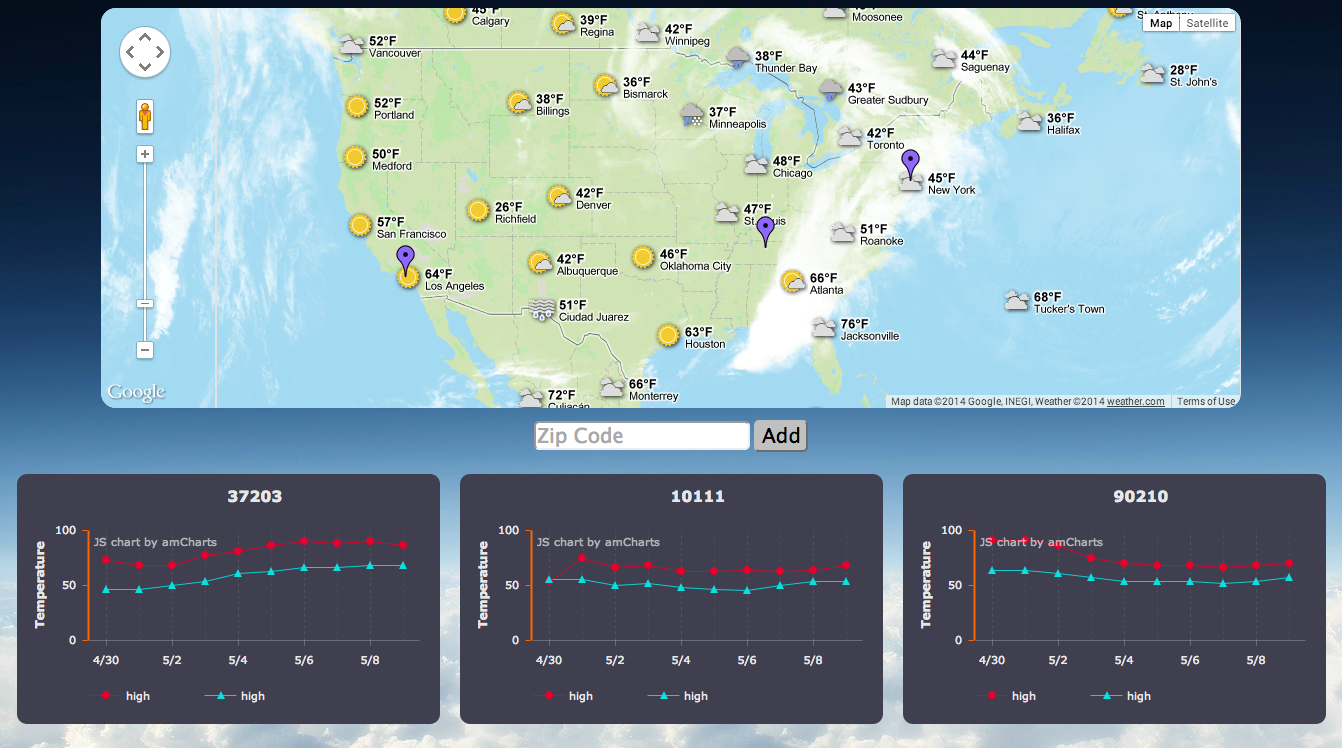 45°F
Calgary
39°F
Regina
42°F
Winnipeg
Moosonee
St. Anthony
Map Satellite
52°F
Vancouver
38°F
Thunder Bay
44°F
Saguenay
28°F
St. John's
36°F
Bismarck
43°F
Greater Sudbury
52°F
Portland
38°F
Billings
37°F
Minneapolis
36°F
Halifax
42°F
Toronto
50°F
Medford
48°F
Chicago
45°F
New York
42°F
Denver
26°F
Richfield
47°F
57°F
San Francisco
51°F
Roanoke
42°F
Albuquerque
46°F
Oklahoma City
64°F
Los Angeles
66°F
Atlanta
51°F
Ciudad Juarez
68°F
Tucker's Town
63°F
Houston
76°F
Jacksonville
72°F
Culiacán
66°F
Monterrey
Google
Map data ©2014 Google, INEGI, Weather ©2014 weather.com Terms of Use
Zip Code Add
37203
100
JS chart by amCharts
Temperature
50
0
4/30 5/2 5/4 5/6 5/8
high high
10111
100
JS chart by amCharts
Temperature
50
0
4/30 5/2 5/4 5/6 5/8
high high
90210
100
JS chart by amCharts
Temperature
50
0
4/30 5/2 5/4 5/6 5/8
high high